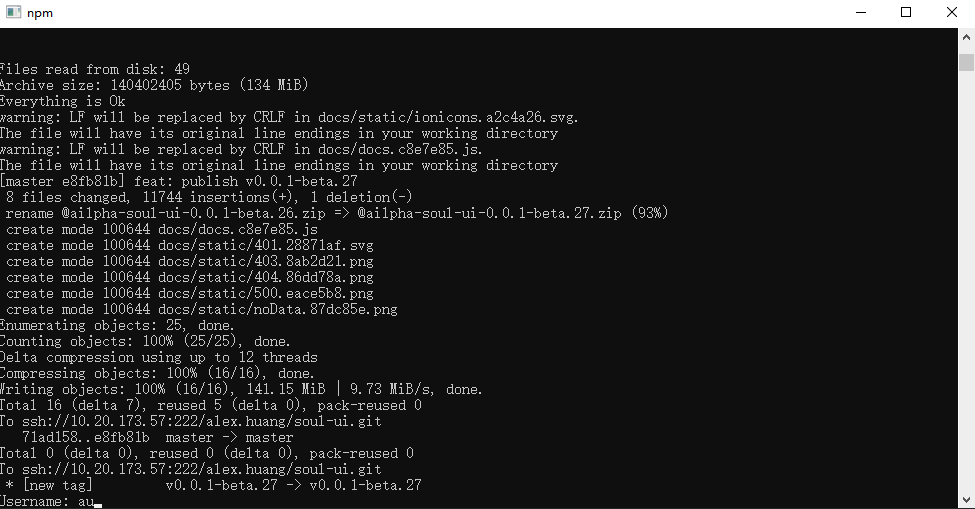 npm
Files read from disk: 49
Archive size: 140402405 bytes (134 MiB)
Everything is Ok
warning: LF will be replaced by CRLF in docs/static/ionicons.a2c4a26.svg.
The file will have its original line endings in your working directory
warning: LF will be replaced by CRLF in docs/docs.c8e7e85.js.
The file will have its original line endings in your working directory
[master e8fb81b] feat: publish v0.0.1-beta.27
8 files changed, 11744 insertions(+), 1 deletion(-)
rename @ai1pha-soul-ui-0.0.1-beta.26.zip => @ai1pha-soul-ui-0.0.1-beta.27.zip (93%)
create mode 100644 docs/docs.c8e7e85.js
create mode 100644 docs/static/401.28871af.svg
create mode 100644 docs/static/403.8ab2d21.png
create mode 100644 docs/static/404.86dd78a.png
create mode 100644 docs/static/500.eace5b8.png
create mode 100644 docs/static/noData.87dc85e.png
Enumerating objects: 25, done.
Counting objects: 100% (25/25), done.
Delta compression using up to 12 threads
Compressing objects: 100% (16/16), done.
Writing objects: 100% (16/16), 141.15 MiB | 9.73 MiB/s, done.
Total 16 (delta 7), reused 5 (delta 0), pack-reused 0
To ssh://10.20.173.57:222/alex.huang/soul-ui.git
71ad158..e8fb81b  master -> master
Total 0 (delta 0), reused 0 (delta 0), pack-reused 0
To ssh://10.20.173.57:222/alex.huang/soul-ui.git
* [new tag]         v0.0.1-beta.27 -> v0.0.1-beta.27
Username: au